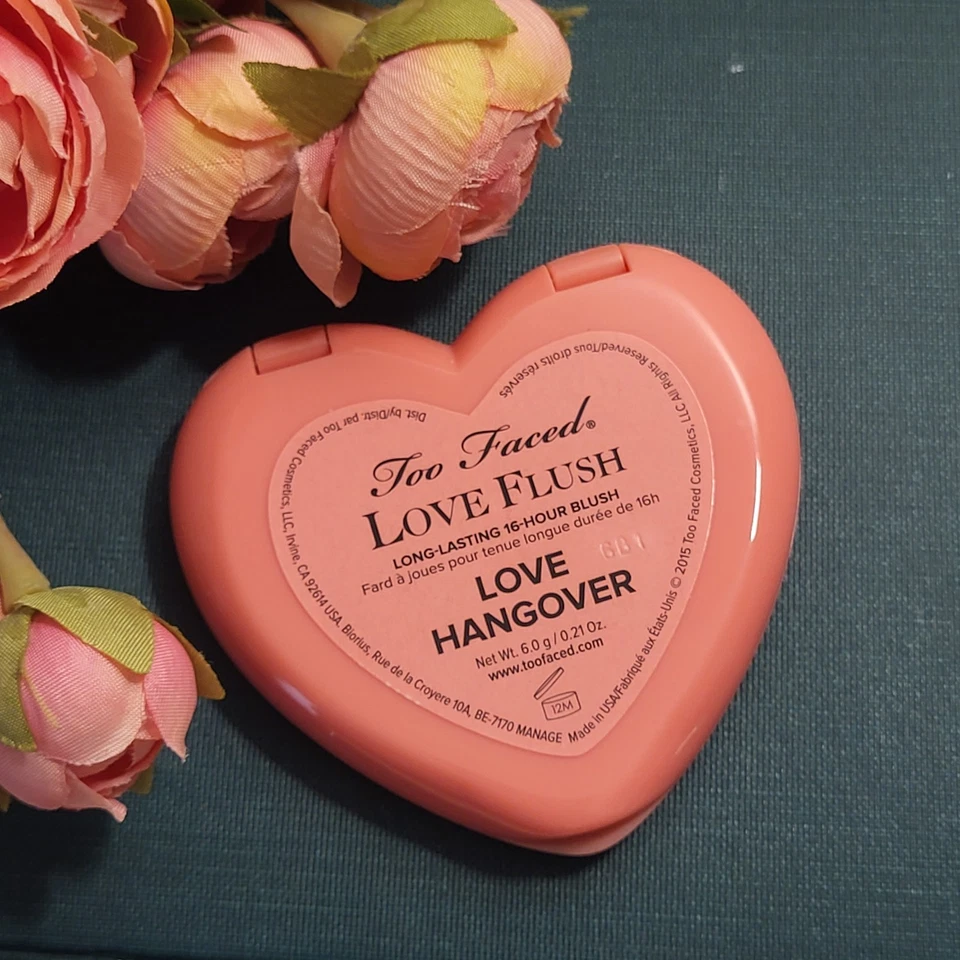 Too Faced®
LOVE FLUSH
LONG-LASTING 16-HOUR BLUSH
Fard à joues pour tenue longue durée de 16h
6B1
LOVE
HANGOVER
Net Wt. 6.0 g / 0.21 Oz.
www.toofaced.com
12M
Dist. by/Distr. par Too Faced Cosmetics, LLC, Irvine, CA 92614 USA. Biorius, Rue de la Croyere 10A, BE-7170 MANAGE Made in USA/Fabriqué aux États-Unis © 2015 Too Faced Cosmetics, LLC All Rights Reserved/Tous droits réservés